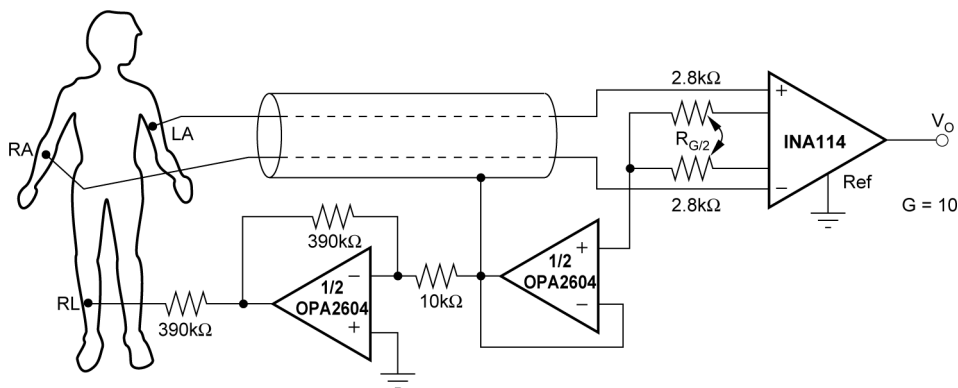 2.8kΩ
LA
RA
+
INA114
−
RG/2
VO
Ref
2.8kΩ
G = 10
390kΩ
+
1/2
OPA2604
−
−
1/2
OPA2604
+
10kΩ
RL
390kΩ